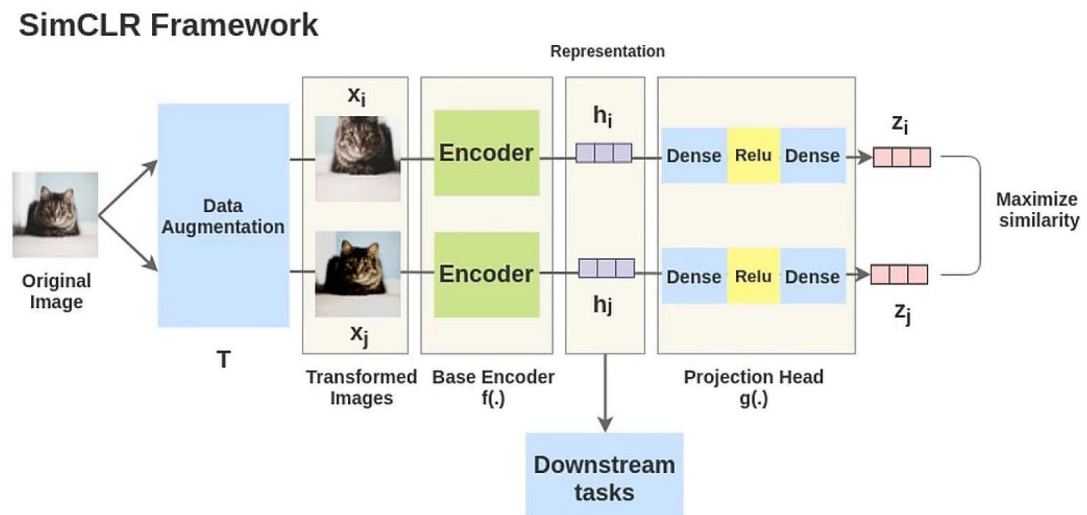 SimCLR Framework
Representation
xi
hi
zi
Encoder
Dense
Relu
Dense
Data
Augmentation
Maximize
similarity
Original
Image
Encoder
Dense
Relu
Dense
hj
zj
xj
T
Transformed
Images
Base Encoder
f(.)
Projection Head
g(.)
Downstream
tasks